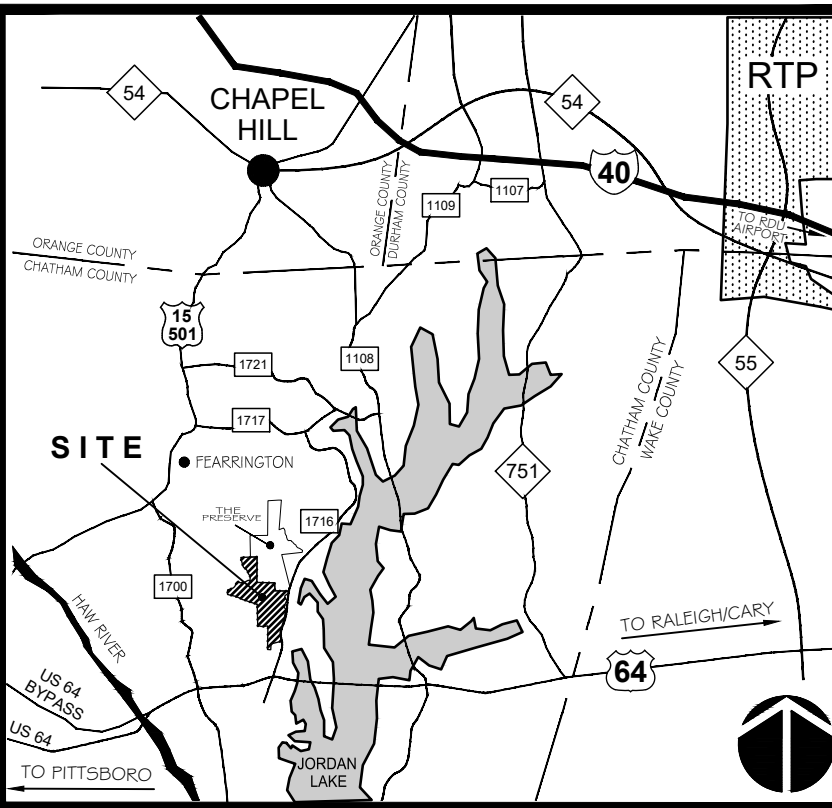 RTP
54
CHAPEL
HILL
54
40
1107
1109
ORANGE COUNTY
DURHAM COUNTY
TO RDU
AIRPORT
ORANGE COUNTY
CHATHAM COUNTY
15
501
1721
1108
55
CHATHAM COUNTY
WAKE COUNTY
1717
SITE
FEARRINGTON
751
THE
PRESERVE
1716
1700
HAW RIVER
TO RALEIGH/CARY
64
US 64
BYPASS
US 64
TO PITTSBORO
JORDAN
LAKE